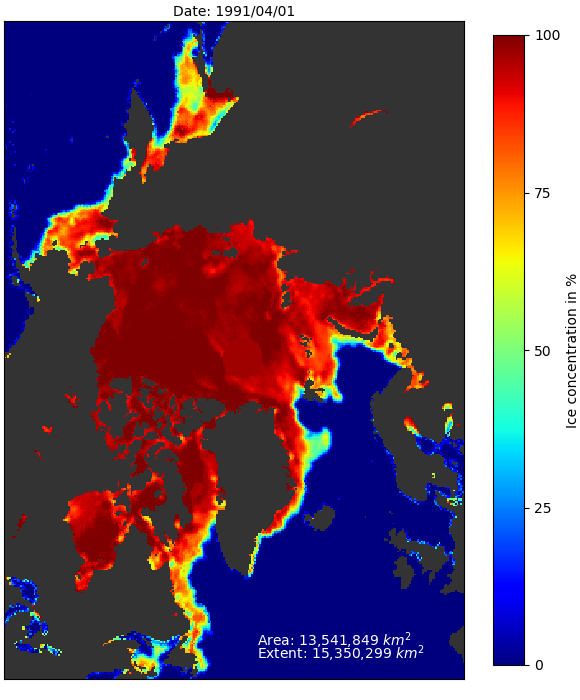 Date: 1991/04/01
100
75
50
25
0
Ice concentration in %
Area: 13,541,849 km²
Extent: 15,350,299 km²